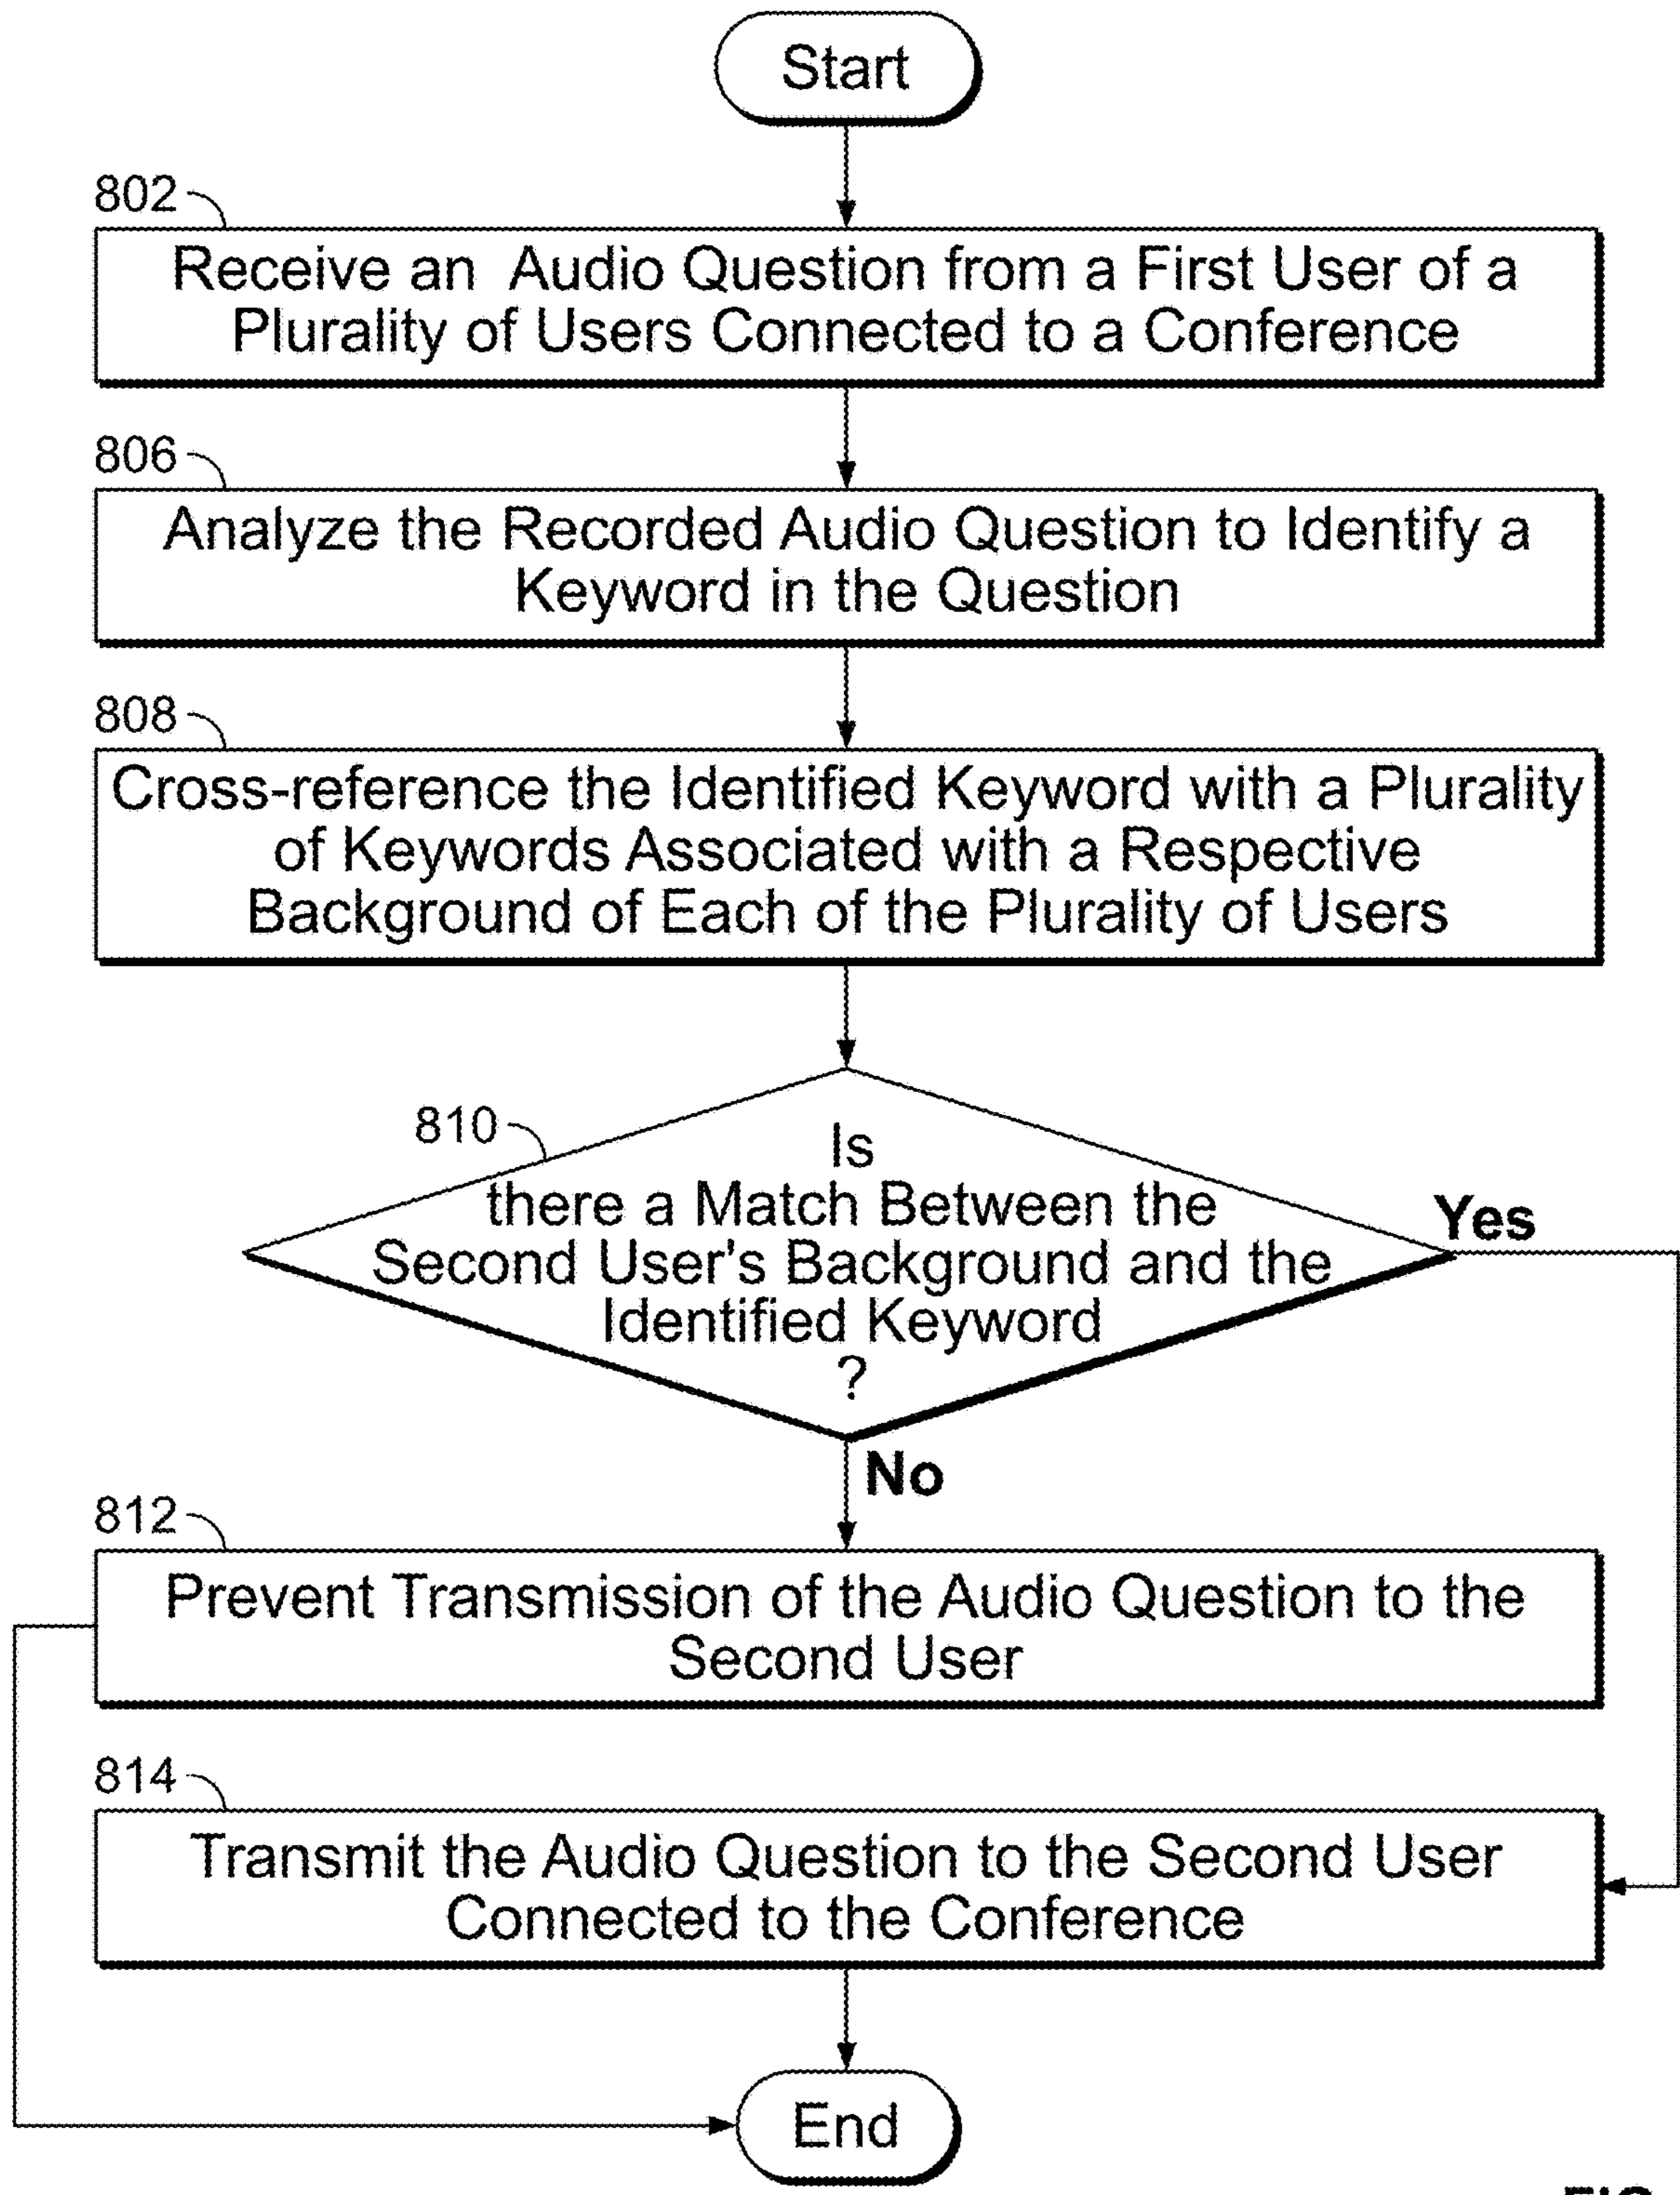 Start
802
Receive an Audio Question from a First User of a
Plurality of Users Connected to a Conference
806
Analyze the Recorded Audio Question to Identify a
Keyword in the Question
808
Cross-reference the Identified Keyword with a Plurality
of Keywords Associated with a Respective
Background of Each of the Plurality of Users
810
Is
there a Match Between the
Second User's Background and the
Identified Keyword
?
Yes
No
812
Prevent Transmission of the Audio Question to the
Second User
814
Transmit the Audio Question to the Second User
Connected to the Conference
End